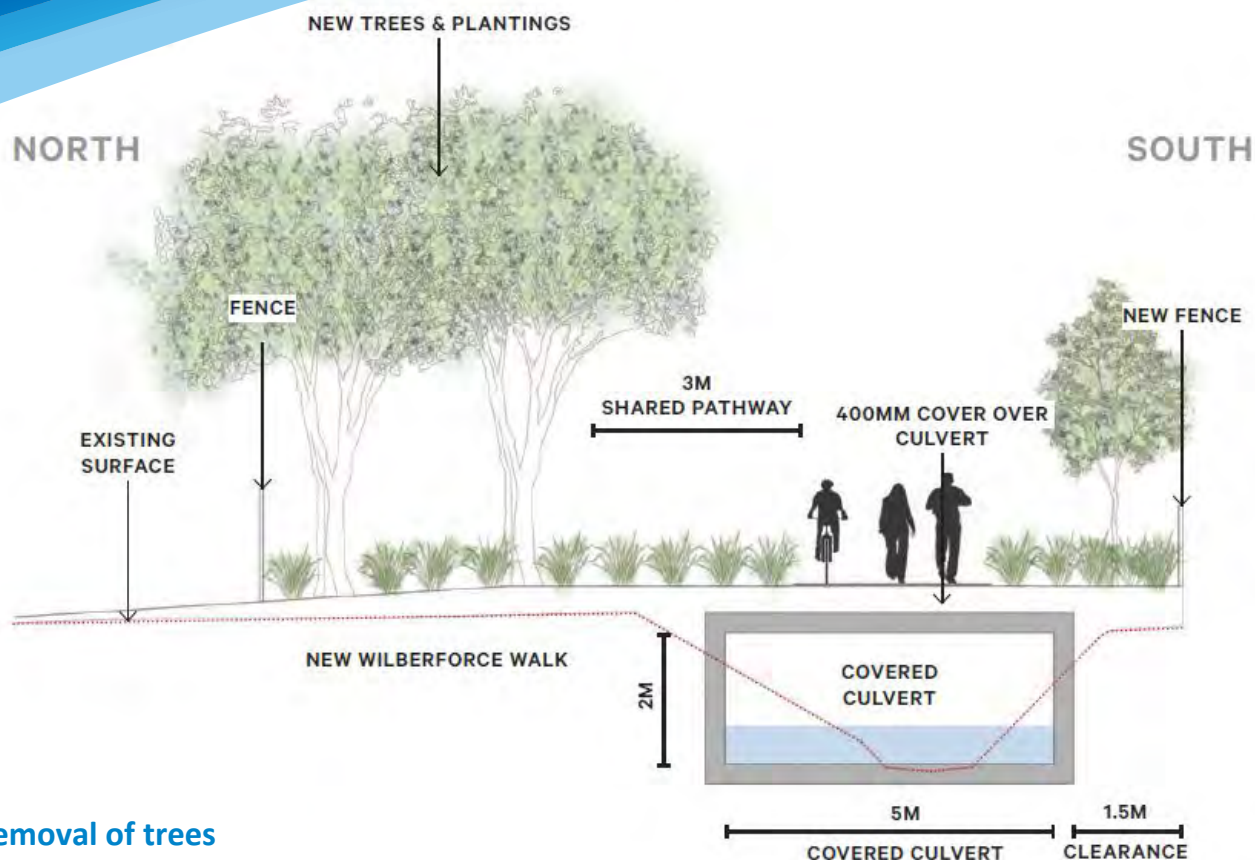 NEW TREES & PLANTINGS
NORTH
SOUTH
FENCE
NEW FENCE
3M
SHARED PATHWAY
400MM COVER OVER
CULVERT
EXISTING
SURFACE
NEW WILBERFORCE WALK
2M
COVERED
CULVERT
5M
COVERED CULVERT
1.5M
CLEARANCE
emoval of trees